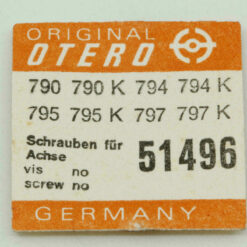 ORIGINAL
OTERO
790 790 K 794 794 K
795 795 K 797 797 K
Schrauben für
Achse
vis no
screw no
51496
GERMANY